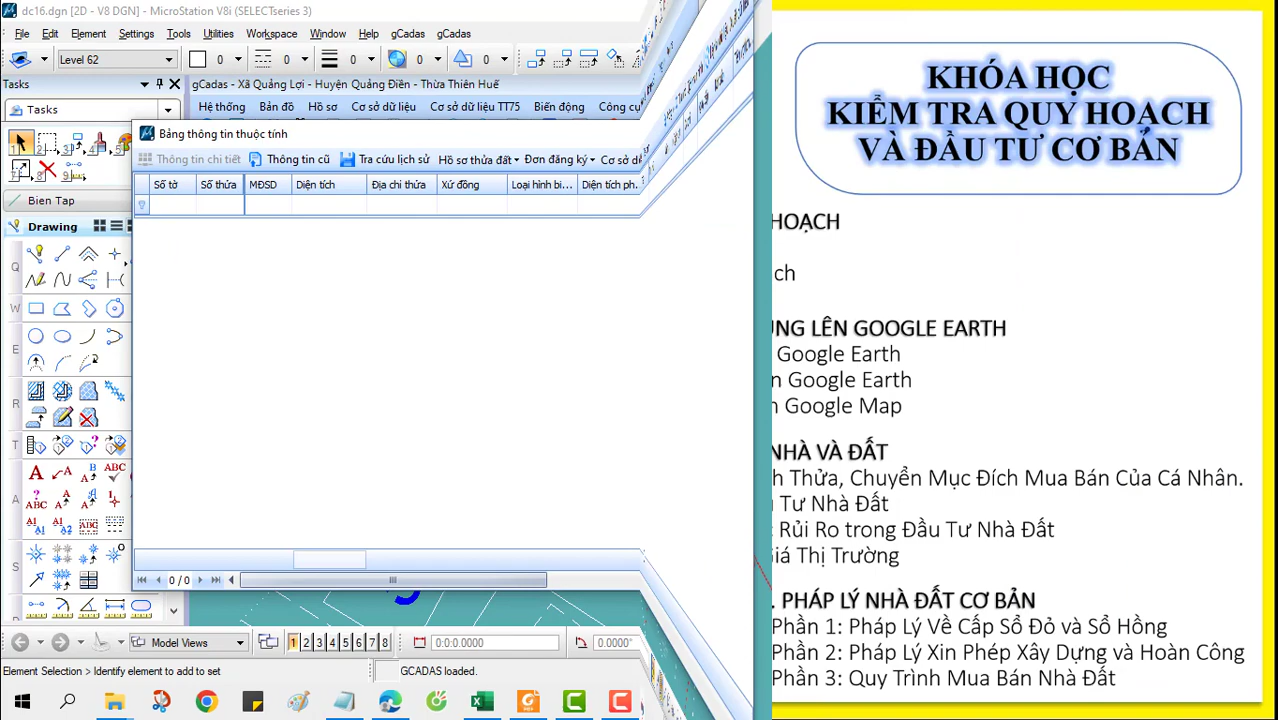 dc16.dgn [2D - V8 DGN] - MicroStation V8i (SELECTseries 3)
File Edit Element Settings Tools Utilities Workspace Window Help gCadas gCadas
Level 62 0 0 0 0
Tasks
gCadas - Xã Quảng Lợi - Huyện Quảng Điền - Thừa Thiên Huế
Tasks
Hệ thống Bản đồ Hồ sơ Cơ sở dữ liệu Cơ sở dữ liệu TT75 Biến động Công cụ
Bảng thông tin thuộc tính
Thông tin chi tiết Thông tin cũ Tra cứu lịch sử Hồ sơ thửa đất Đơn đăng ký Cơ sở d
Số tờ Số thửa MĐSD Diện tích Địa chỉ thửa Xứ đồng Loại hình bi... Diện tích ph.
Bien Tap
Drawing
Q
W
E
R
T
A
S
0 / 0
Model Views 1 2 3 4 5 6 7 8 0:0:0.0000 0.0000°
Element Selection > Identify element to add to set
GCADAS loaded.
KHÓA HỌC
KIỂM TRA QUY HOẠCH
VÀ ĐẦU TƯ CƠ BẢN
HOẠCH
ch
NG LÊN GOOGLE EARTH
Google Earth
n Google Earth
n Google Map
NHÀ VÀ ĐẤT
h Thửa, Chuyển Mục Đích Mua Bán Của Cá Nhân.
Tư Nhà Đất
Rủi Ro trong Đầu Tư Nhà Đất
iá Thị Trường
. PHÁP LÝ NHÀ ĐẤT CƠ BẢN
Phần 1: Pháp Lý Về Cấp Sổ Đỏ và Sổ Hồng
Phần 2: Pháp Lý Xin Phép Xây Dựng và Hoàn Công
Phần 3: Quy Trình Mua Bán Nhà Đất